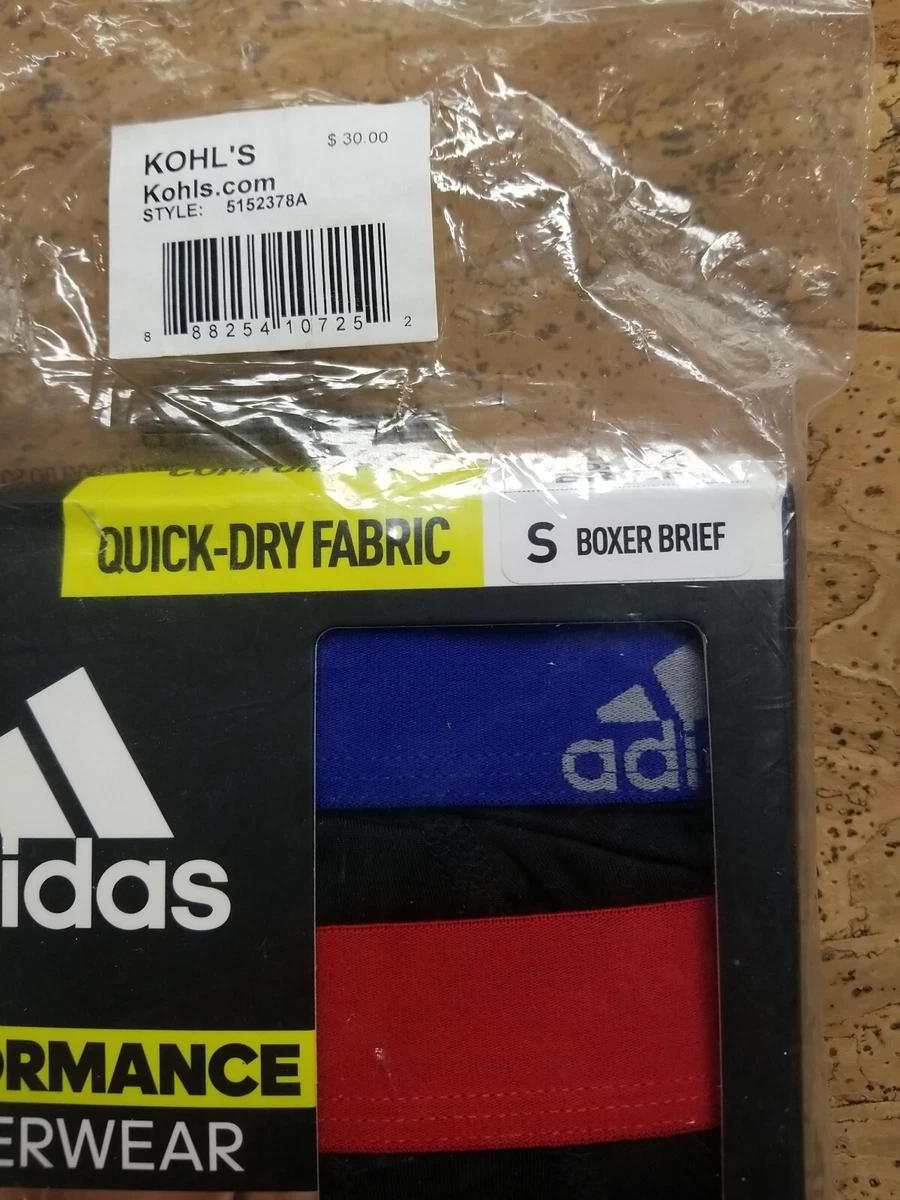 KOHL'S
$ 30.00
Kohls.com
STYLE: 5152378A
8 88254 10725 2
QUICK-DRY FABRIC
S BOXER BRIEF
adi
idas
ORMANCE
ERWEAR